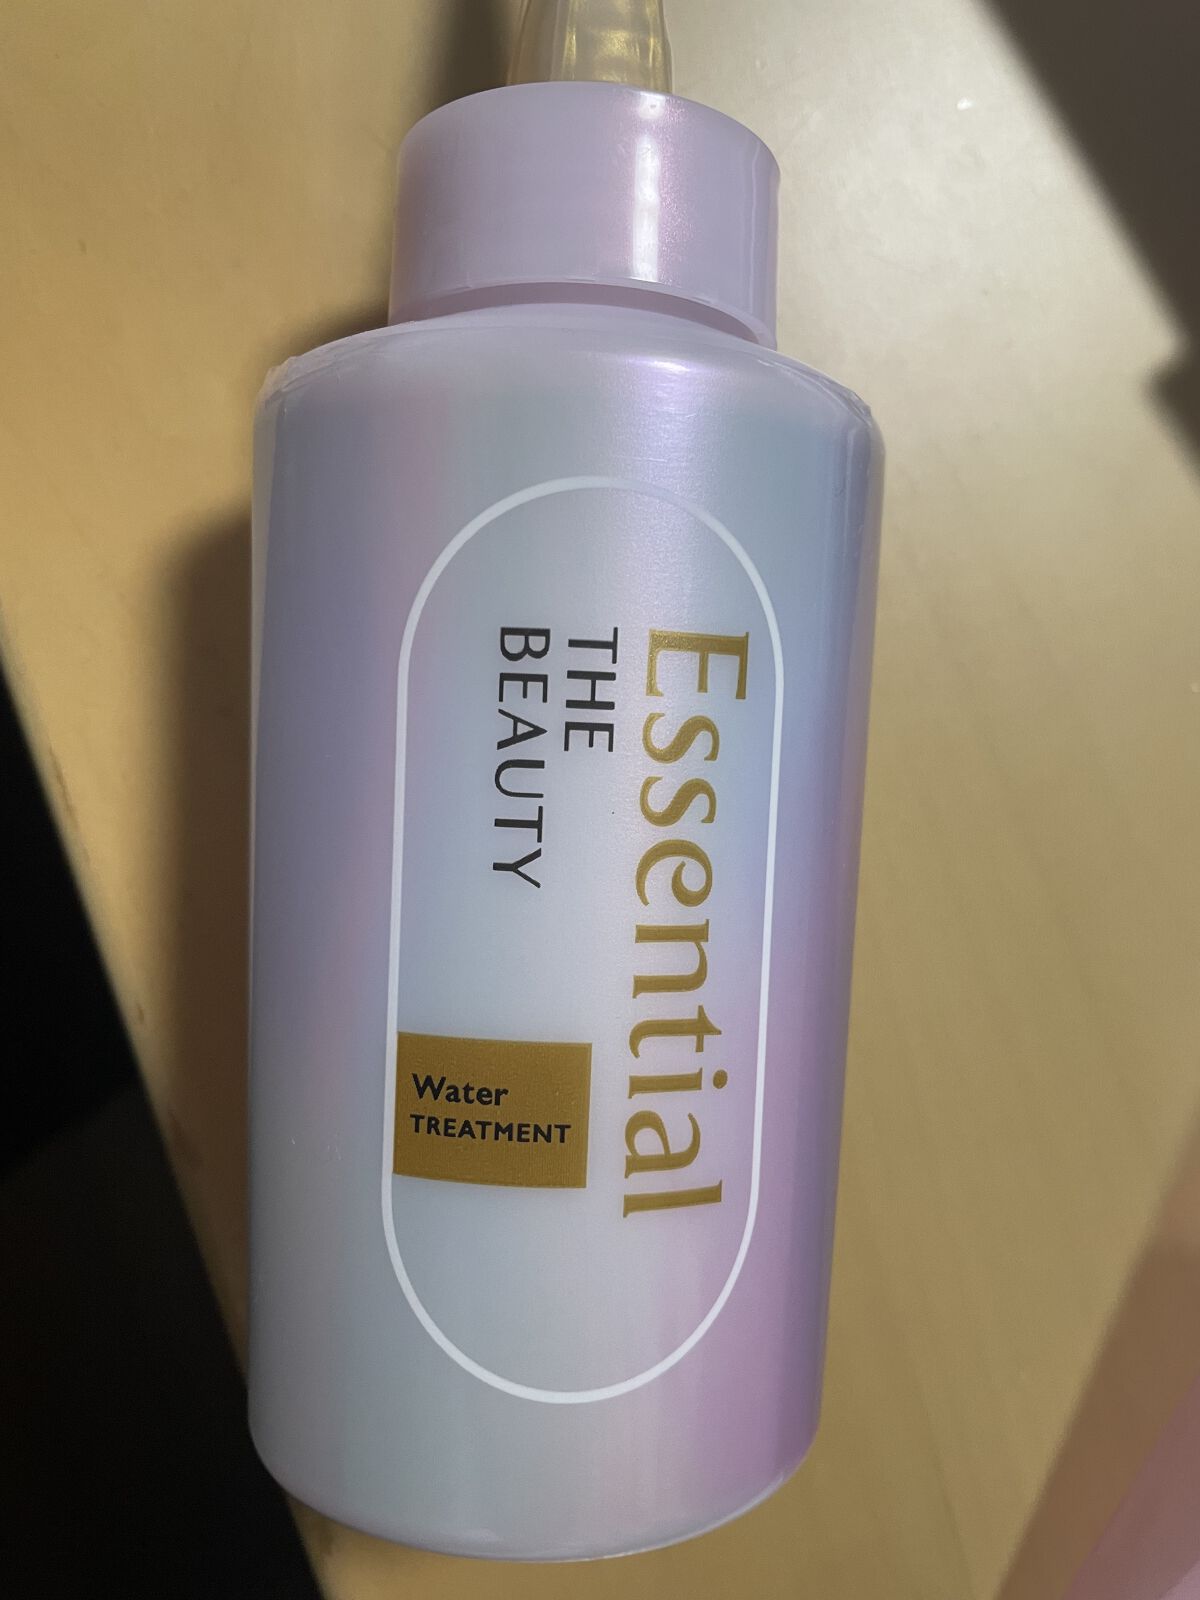 Essential
THE
BEAUTY
Water
TREATMENT